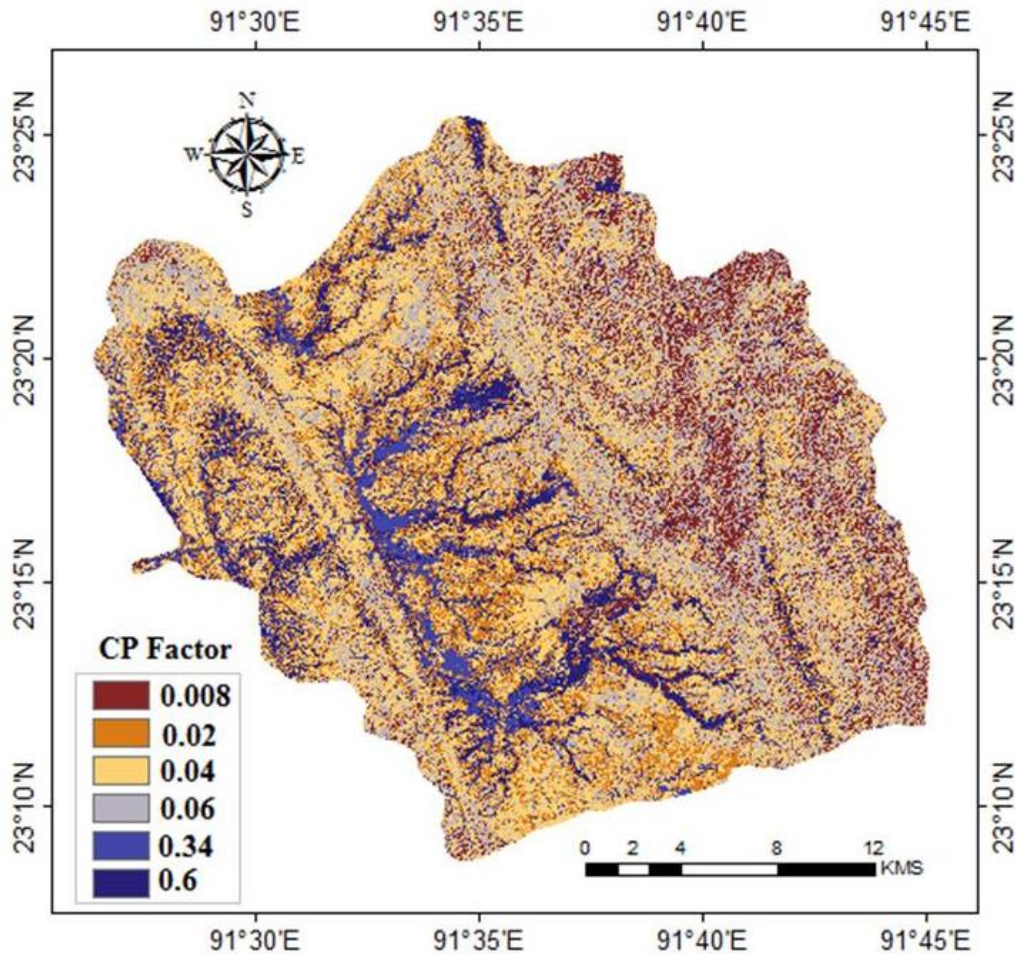 91°30'E 91°35'E 91°40'E 91°45'E
23°25'N 23°25'N
N
W E
S
23°20'N 23°20'N
23°15'N 23°15'N
CP Factor
0.008
0.02
0.04
0.06
0.34
0.6
23°10'N 23°10'N
0 2 4 8 12
KMS
91°30'E 91°35'E 91°40'E 91°45'E